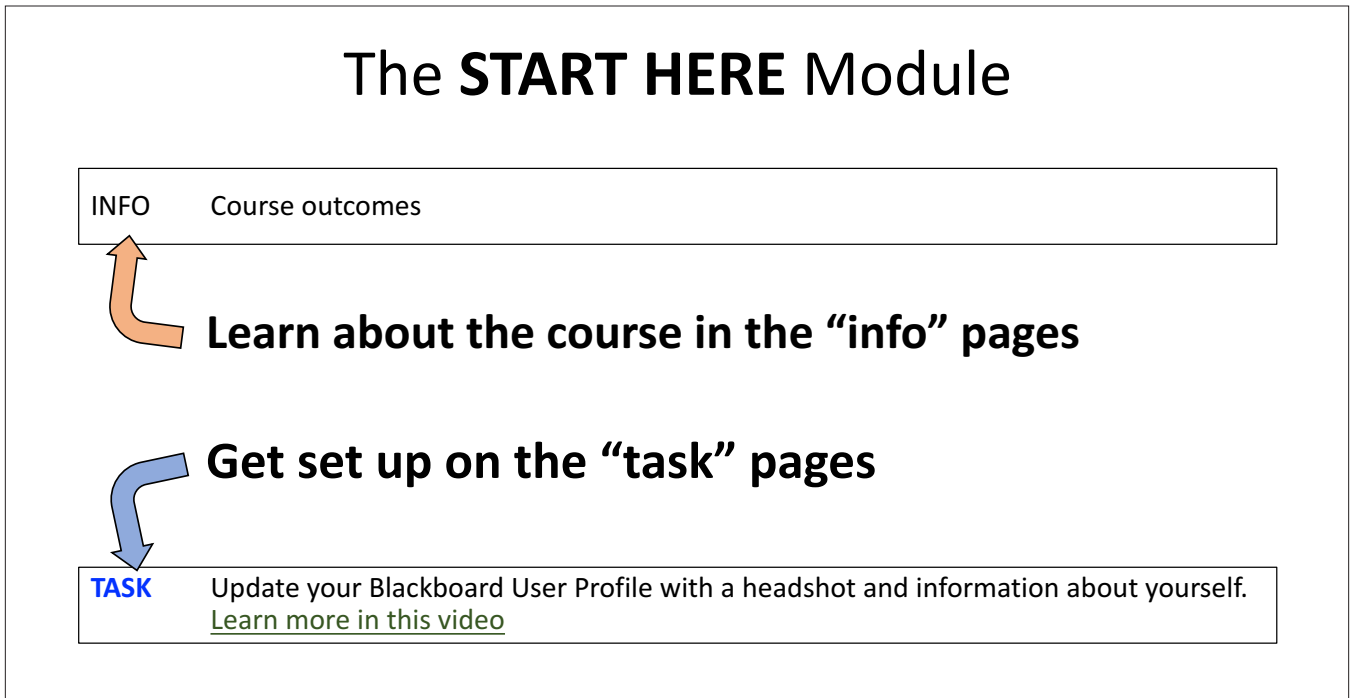 The START HERE Module
INFO Course outcomes
Learn about the course in the “info” pages
Get set up on the “task” pages
TASK Update your Blackboard User Profile with a headshot and information about yourself.
Learn more in this video